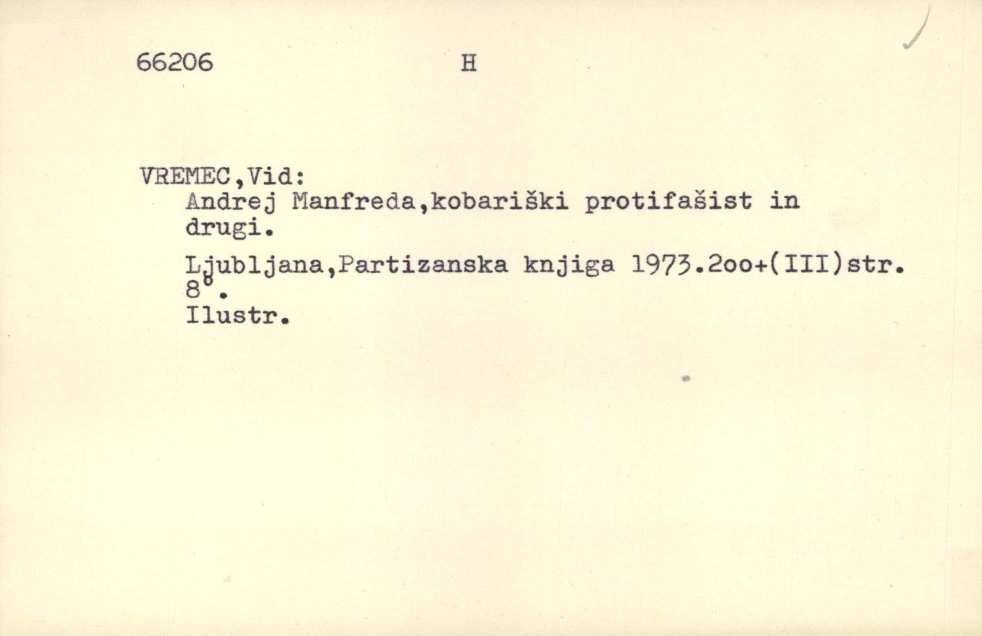 66206 H
VREMEC,Vid:
Andrej Manfreda,kobariški protifašist in
drugi.
Ljubljana,Partizanska knjiga 1973.2oo+(III)str.
8°.
Ilustr.